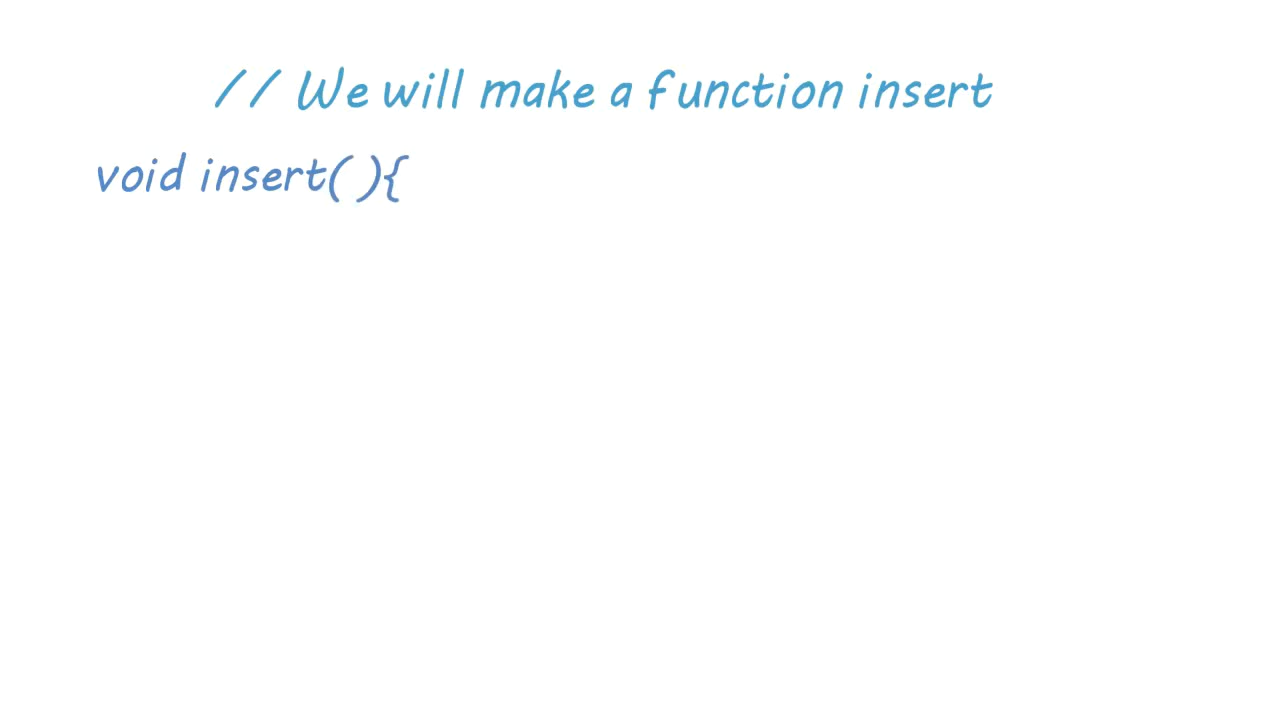 // We will make a function insert
void insert( ){